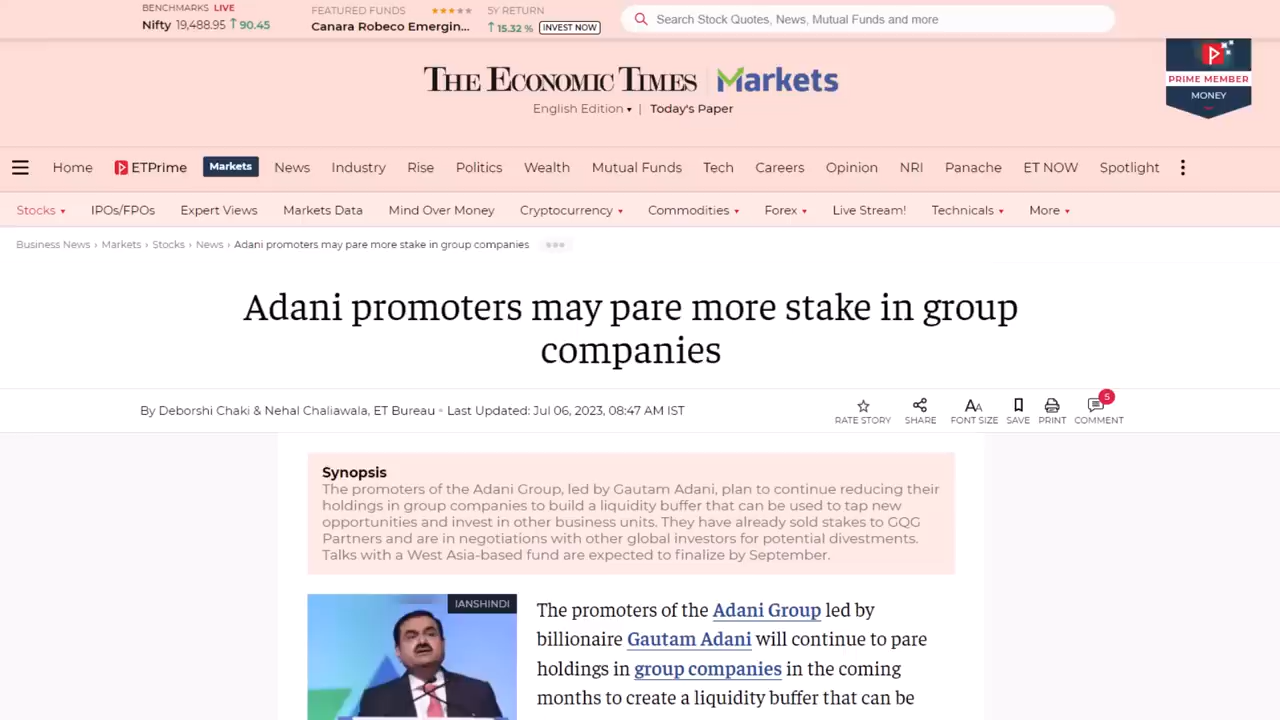 BENCHMARKS LIVE
Nifty 19,488.95 ↑ 90.45
FEATURED FUNDS ★★★★★
Canara Robeco Emergin...
5Y RETURN
↑ 15.32 % INVEST NOW
Search Stock Quotes, News, Mutual Funds and more
THE ECONOMIC TIMES | Markets
English Edition ▾ | Today's Paper
PRIME MEMBER
MONEY
Home ETPrime Markets News Industry Rise Politics Wealth Mutual Funds Tech Careers Opinion NRI Panache ET NOW Spotlight
Stocks ▾ IPOs/FPOs Expert Views Markets Data Mind Over Money Cryptocurrency ▾ Commodities ▾ Forex ▾ Live Stream! Technicals ▾ More ▾
Business News › Markets › Stocks › News › Adani promoters may pare more stake in group companies
Adani promoters may pare more stake in group
companies
By Deborshi Chaki & Nehal Chaliawala, ET Bureau • Last Updated: Jul 06, 2023, 08:47 AM IST
RATE STORY SHARE FONT SIZE SAVE PRINT COMMENT 5
Synopsis
The promoters of the Adani Group, led by Gautam Adani, plan to continue reducing their
holdings in group companies to build a liquidity buffer that can be used to tap new
opportunities and invest in other business units. They have already sold stakes to GQG
Partners and are in negotiations with other global investors for potential divestments.
Talks with a West Asia-based fund are expected to finalize by September.
IANSHINDI
The promoters of the Adani Group led by
billionaire Gautam Adani will continue to pare
holdings in group companies in the coming
months to create a liquidity buffer that can be